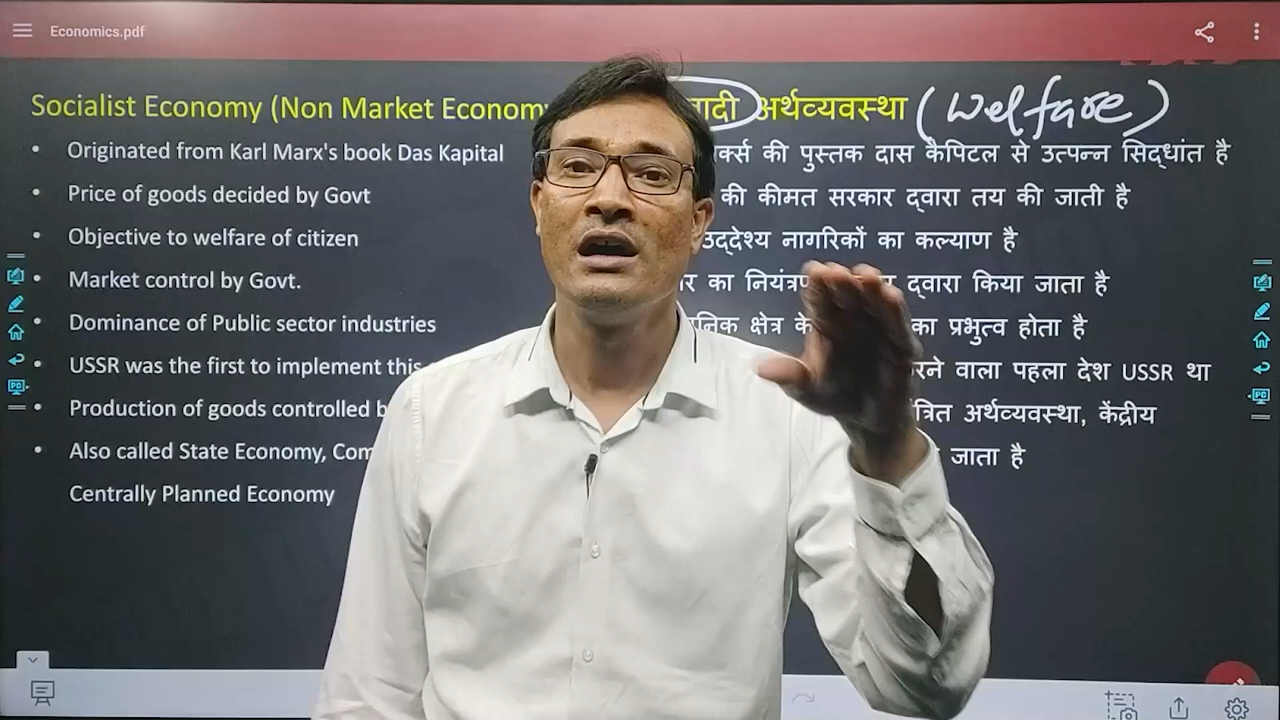 Economics.pdf
Socialist Economy (Non Market Econom वादी अर्थव्यवस्था (Welfare)
• Originated from Karl Marx's book Das Kapital र्क्स की पुस्तक दास कैपिटल से उत्पन्न सिद्धांत है
• Price of goods decided by Govt की कीमत सरकार द्वारा तय की जाती है
• Objective to welfare of citizen उद्देश्य नागरिकों का कल्याण है
• Market control by Govt. का द्वारा किया जाता है
• Dominance of Public sector industries क्षेत्र के का प्रभुत्व होता है
• USSR was the first to implement this वाला पहला देश USSR था
• Production of goods controlled अर्थव्यवस्था, केंद्रीय
• Also called State Economy, जाता है
Centrally Planned Economy